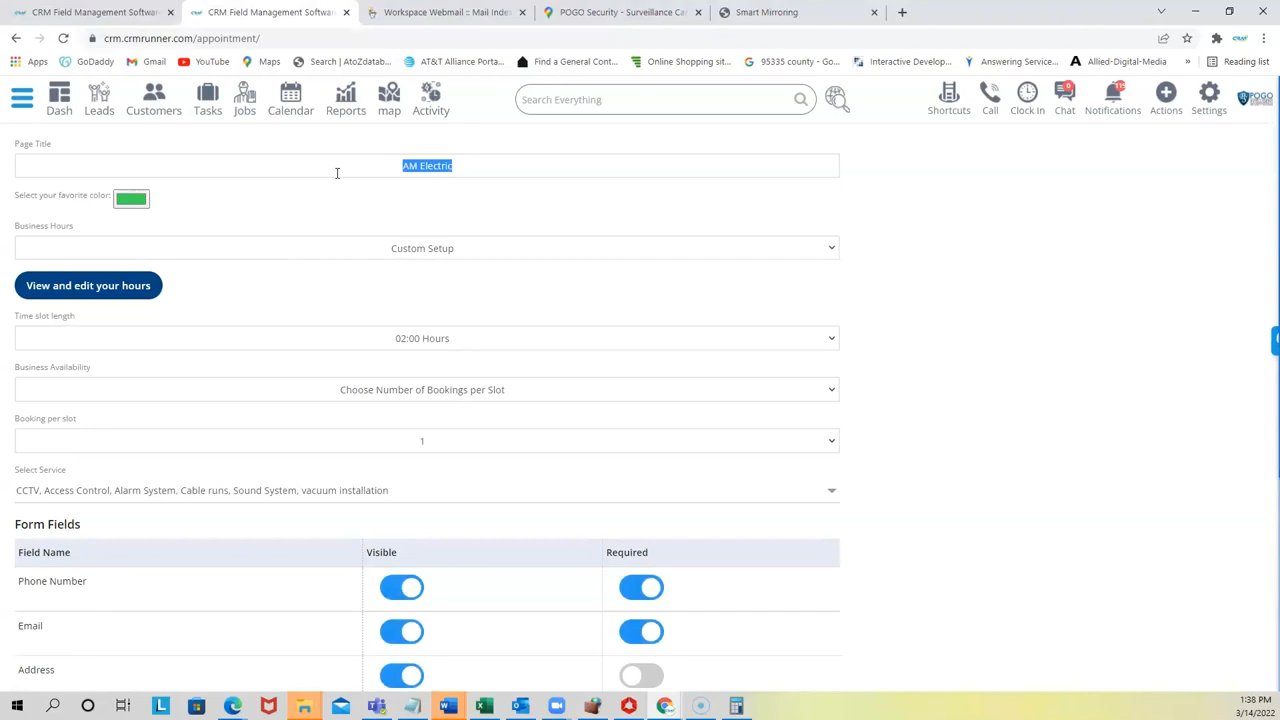 CRM Field Management Software
CRM Field Management Software
Workspace Webmail :: Mail Inde
POGO Security - Surveillance Ca
Smart Mirroring
crm.crmrunner.com/appointment/
Apps
GoDaddy
Gmail
YouTube
Maps
Search | AtoZdatab...
AT&T Alliance Porta...
Find a General Cont...
Online Shopping sit...
95335 county - Go...
Interactive Develop...
Answering Service...
Allied-Digital-Media
»
Reading list
Dash
Leads
Customers
Tasks
Jobs
Calendar
Reports
map
Activity
Search Everything
Shortcuts
Call
Clock In
0
Chat
Notifications
Actions
Settings
POGO
Page Title
AM Electric
Select your favorite color:
Business Hours
Custom Setup
View and edit your hours
Time slot length
02:00 Hours
Business Availability
Choose Number of Bookings per Slot
Booking per slot
1
Select Service
CCTV, Access Control, Alarm System, Cable runs, Sound System, vacuum installation
Form Fields
Field Name Visible Required
Phone Number
Email
Address
1:38 PM
3/14/2022